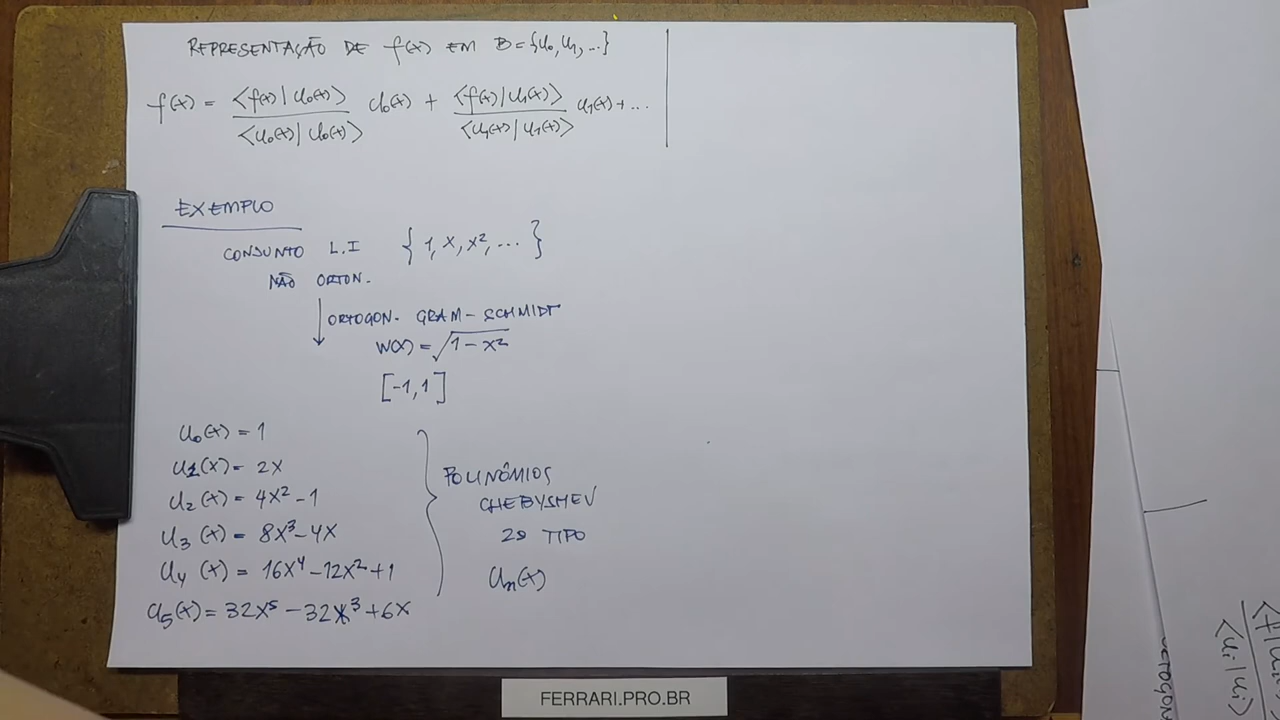 REPRESENTAÇÃO DE f(x) EM B = {u₀, u₁, ...}
f(x) = <f(x)|u₀(x)> / <u₀(x)|u₀(x)> u₀(x) + <f(x)|u₁(x)> / <u₁(x)|u₁(x)> u₁(x) + ...
EXEMPLO
CONJUNTO L.I {1, x, x², ...}
NÃO ORTON.
ORTOGON. GRAM-SCHMIDT
W(x) = √(1-x²)
[-1,1]
u₀(x) = 1
u₁(x) = 2x
u₂(x) = 4x²-1
u₃(x) = 8x³-4x
u₄(x) = 16x⁴-12x²+1
u₅(x) = 32x⁵-32x³+6x
POLINÔMIOS
CHEBYSHEV
2º TIPO
Uₙ(x)
<uᵢ|uᵢ>
FERRARI.PRO.BR